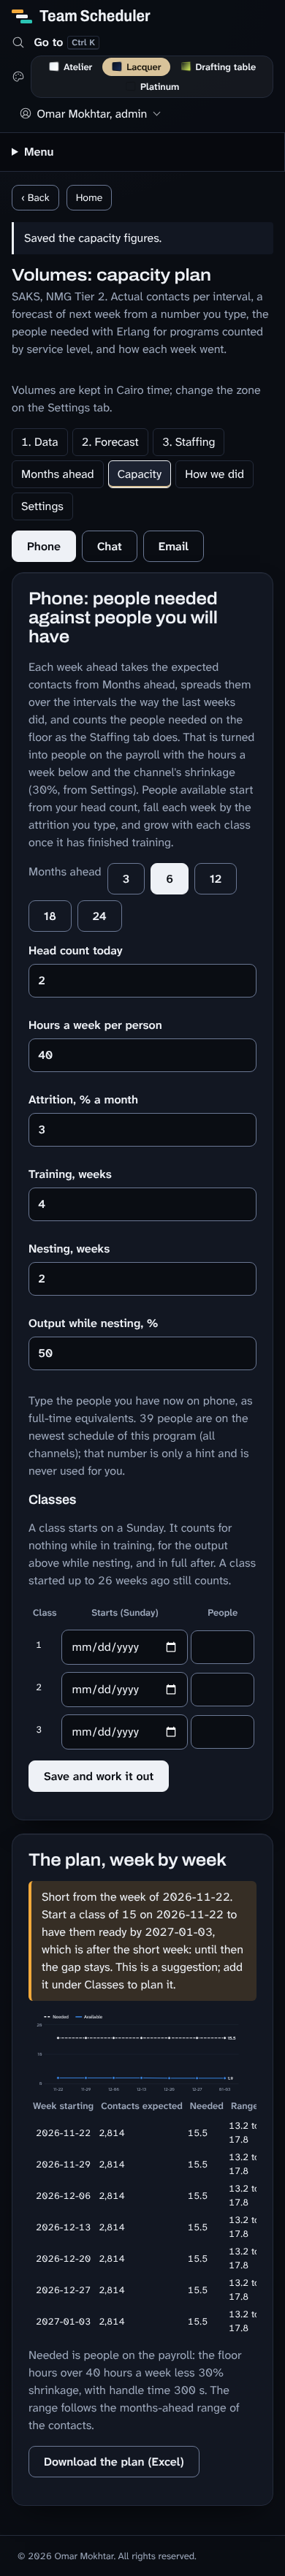 Team Scheduler
Go to Ctrl K
Atelier Lacquer Drafting table
Platinum
Omar Mokhtar, admin
Menu
‹ Back Home
Saved the capacity figures.
Volumes: capacity plan
SAKS, NMG Tier 2. Actual contacts per interval, a
forecast of next week from a number you type, the
people needed with Erlang for programs counted
by service level, and how each week went.
Volumes are kept in Cairo time; change the zone
on the Settings tab.
1. Data 2. Forecast 3. Staffing
Months ahead Capacity How we did
Settings
Phone Chat Email
Phone: people needed
against people you will
have
Each week ahead takes the expected
contacts from Months ahead, spreads them
over the intervals the way the last weeks
did, and counts the people needed on the
floor as the Staffing tab does. That is turned
into people on the payroll with the hours a
week below and the channel's shrinkage
(30%, from Settings). People available start
from your head count, fall each week by the
attrition you type, and grow with each class
once it has finished training.
Months ahead 3 6 12
18 24
Head count today
2
Hours a week per person
40
Attrition, % a month
3
Training, weeks
4
Nesting, weeks
2
Output while nesting, %
50
Type the people you have now on phone, as
full-time equivalents. 39 people are on the
newest schedule of this program (all
channels); that number is only a hint and is
never used for you.
Classes
A class starts on a Sunday. It counts for
nothing while in training, for the output
above while nesting, and in full after. A class
started up to 26 weeks ago still counts.
Class Starts (Sunday) People
1 mm/dd/yyyy
2 mm/dd/yyyy
3 mm/dd/yyyy
Save and work it out
The plan, week by week
Short from the week of 2026-11-22.
Start a class of 15 on 2026-11-22 to
have them ready by 2027-01-03,
which is after the short week: until then
the gap stays. This is a suggestion; add
it under Classes to plan it.
Needed Available
Week starting Contacts expected Needed Range
2026-11-22 2,814 15.5 13.2 to 17.8
2026-11-29 2,814 15.5 13.2 to 17.8
2026-12-06 2,814 15.5 13.2 to 17.8
2026-12-13 2,814 15.5 13.2 to 17.8
2026-12-20 2,814 15.5 13.2 to 17.8
2026-12-27 2,814 15.5 13.2 to 17.8
2027-01-03 2,814 15.5 13.2 to 17.8
Needed is people on the payroll: the floor
hours over 40 hours a week less 30%
shrinkage, with handle time 300 s. The
range follows the months-ahead range of
the contacts.
Download the plan (Excel)
© 2026 Omar Mokhtar. All rights reserved.